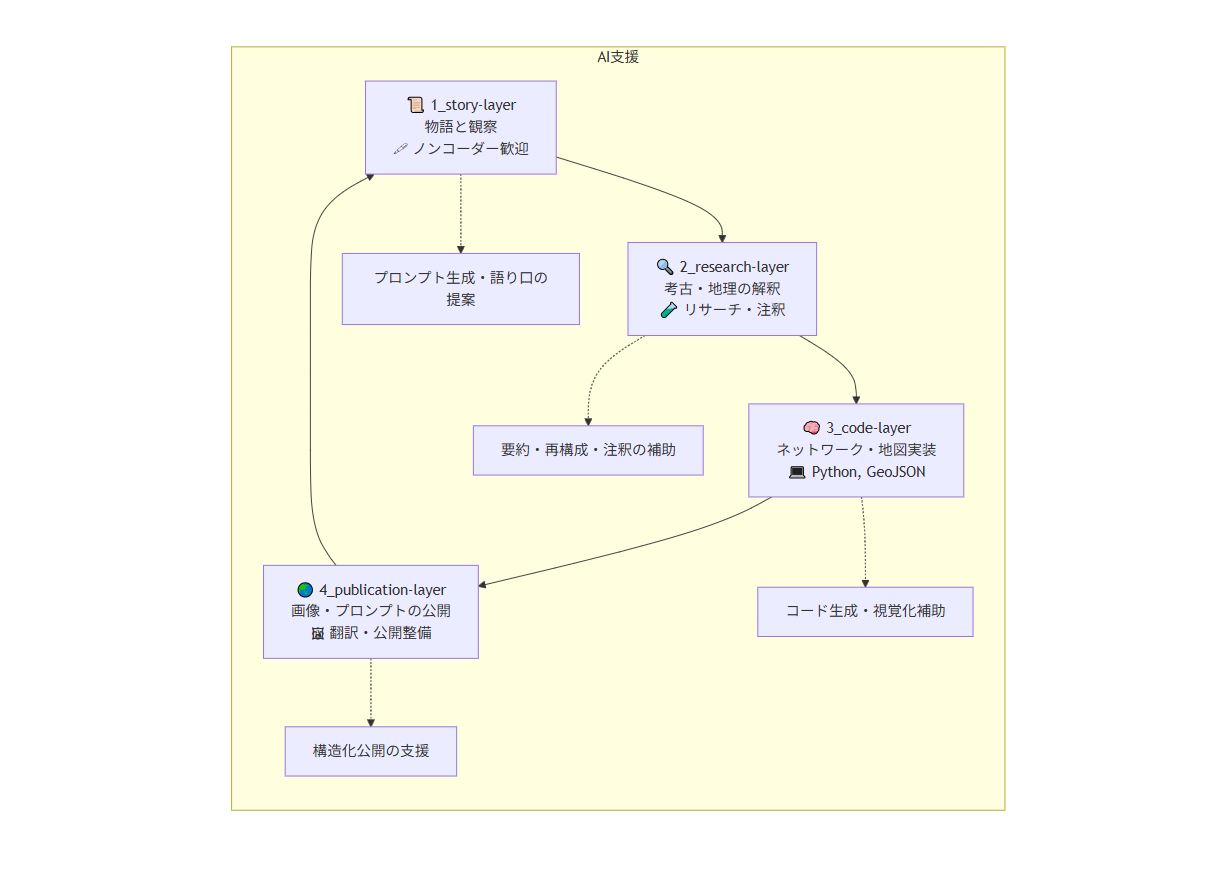 AI支援
📜 1_story-layer
物語と観察
🖋 ノンコーダー歓迎
プロンプト生成・語り口の
提案
🔍 2_research-layer
考古・地理の解釈
🧪 リサーチ・注釈
要約・再構成・注釈の補助
🧠 3_code-layer
ネットワーク・地図実装
💻 Python, GeoJSON
🌏 4_publication-layer
画像・プロンプトの公開
🖼 翻訳・公開整備
コード生成・視覚化補助
構造化公開の支援